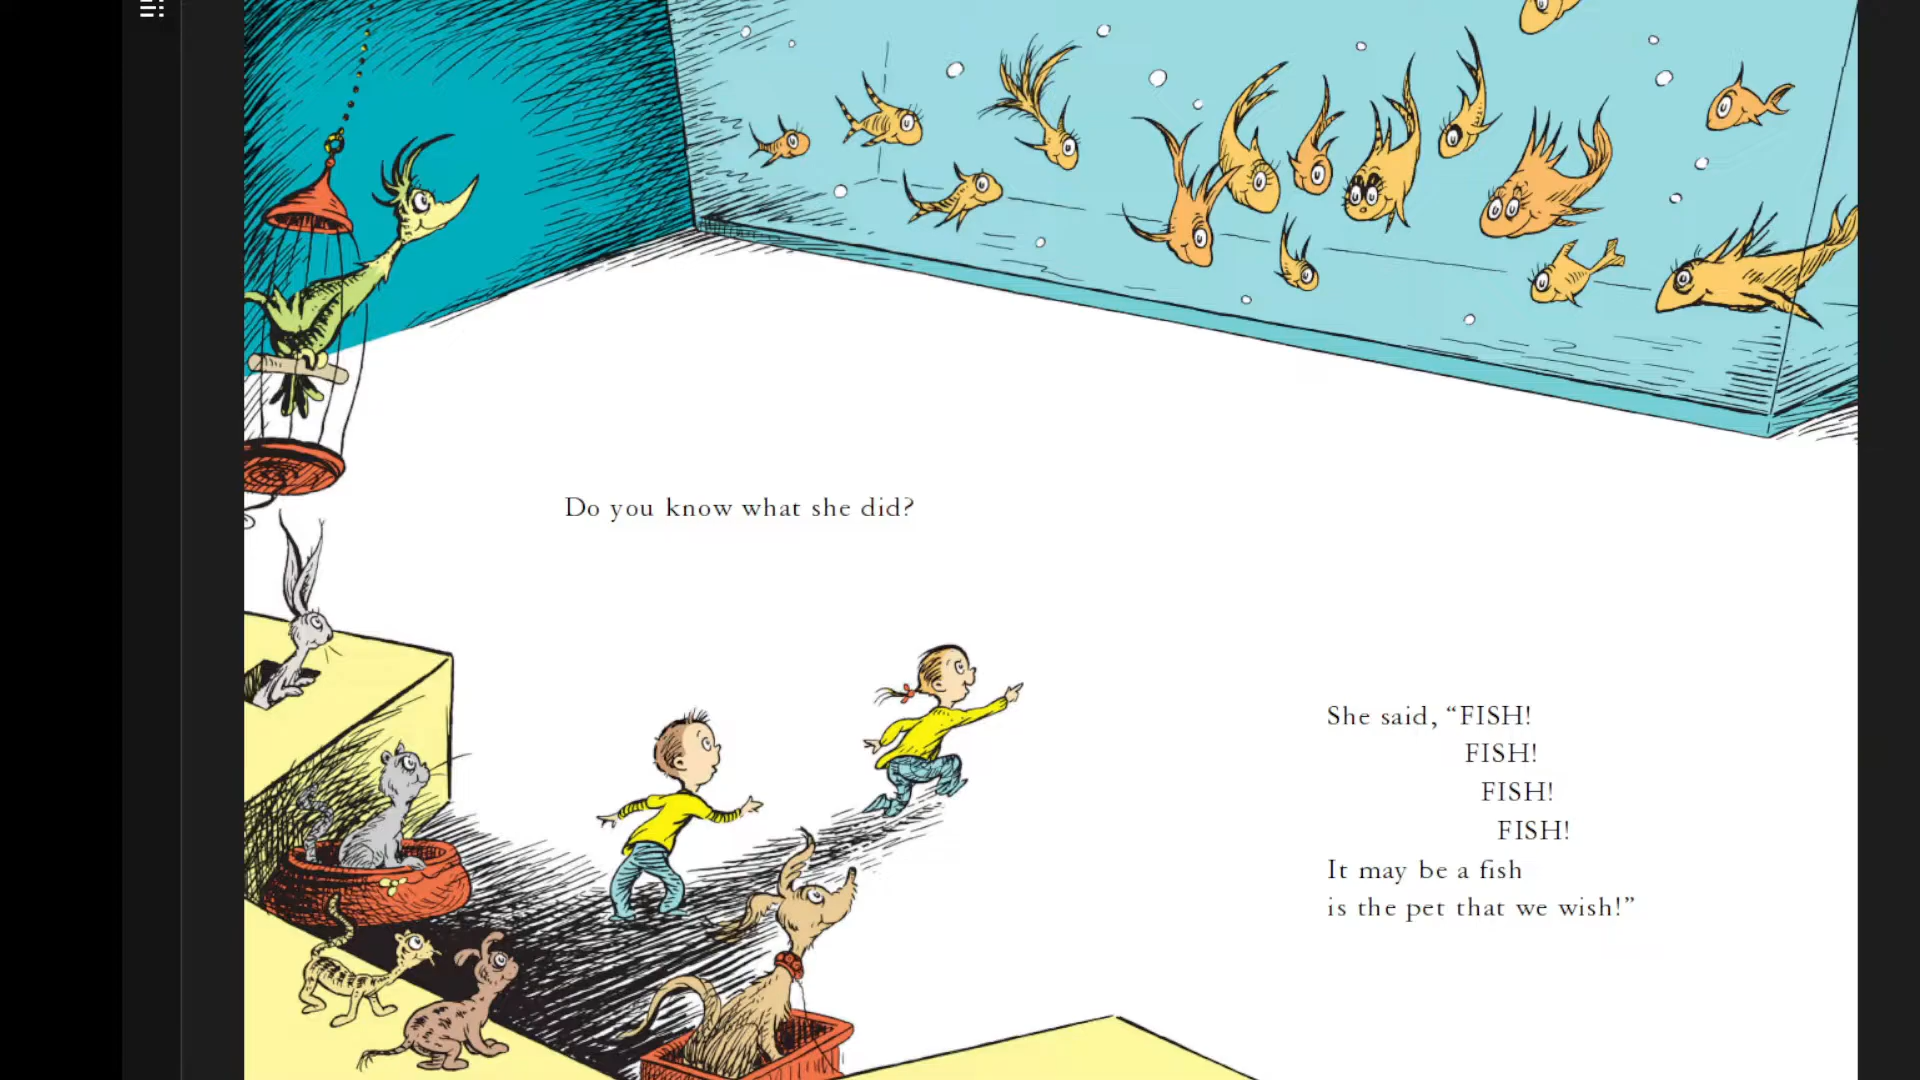 Do you know what she did?
She said, “FISH!
FISH!
FISH!
FISH!
It may be a fish
is the pet that we wish!”